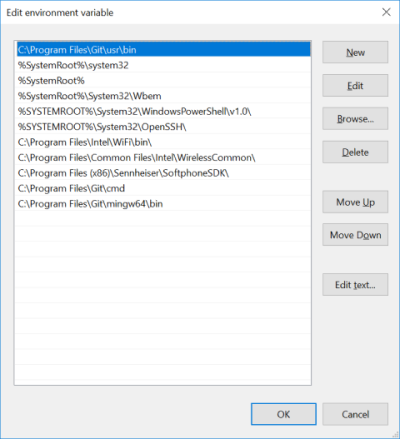 Edit environment variable
C:\Program Files\Git\usr\bin
New
%SystemRoot%\system32
%SystemRoot%
Edit
%SystemRoot%\System32\Wbem
%SYSTEMROOT%\System32\WindowsPowerShell\v1.0\
Browse...
%SYSTEMROOT%\System32\OpenSSH\
C:\Program Files\Intel\WiFi\bin\
Delete
C:\Program Files\Common Files\Intel\WirelessCommon\
C:\Program Files (x86)\Sennheiser\SoftphoneSDK\
C:\Program Files\Git\cmd
C:\Program Files\Git\mingw64\bin
Move Up
Move Down
Edit text...
OK
Cancel